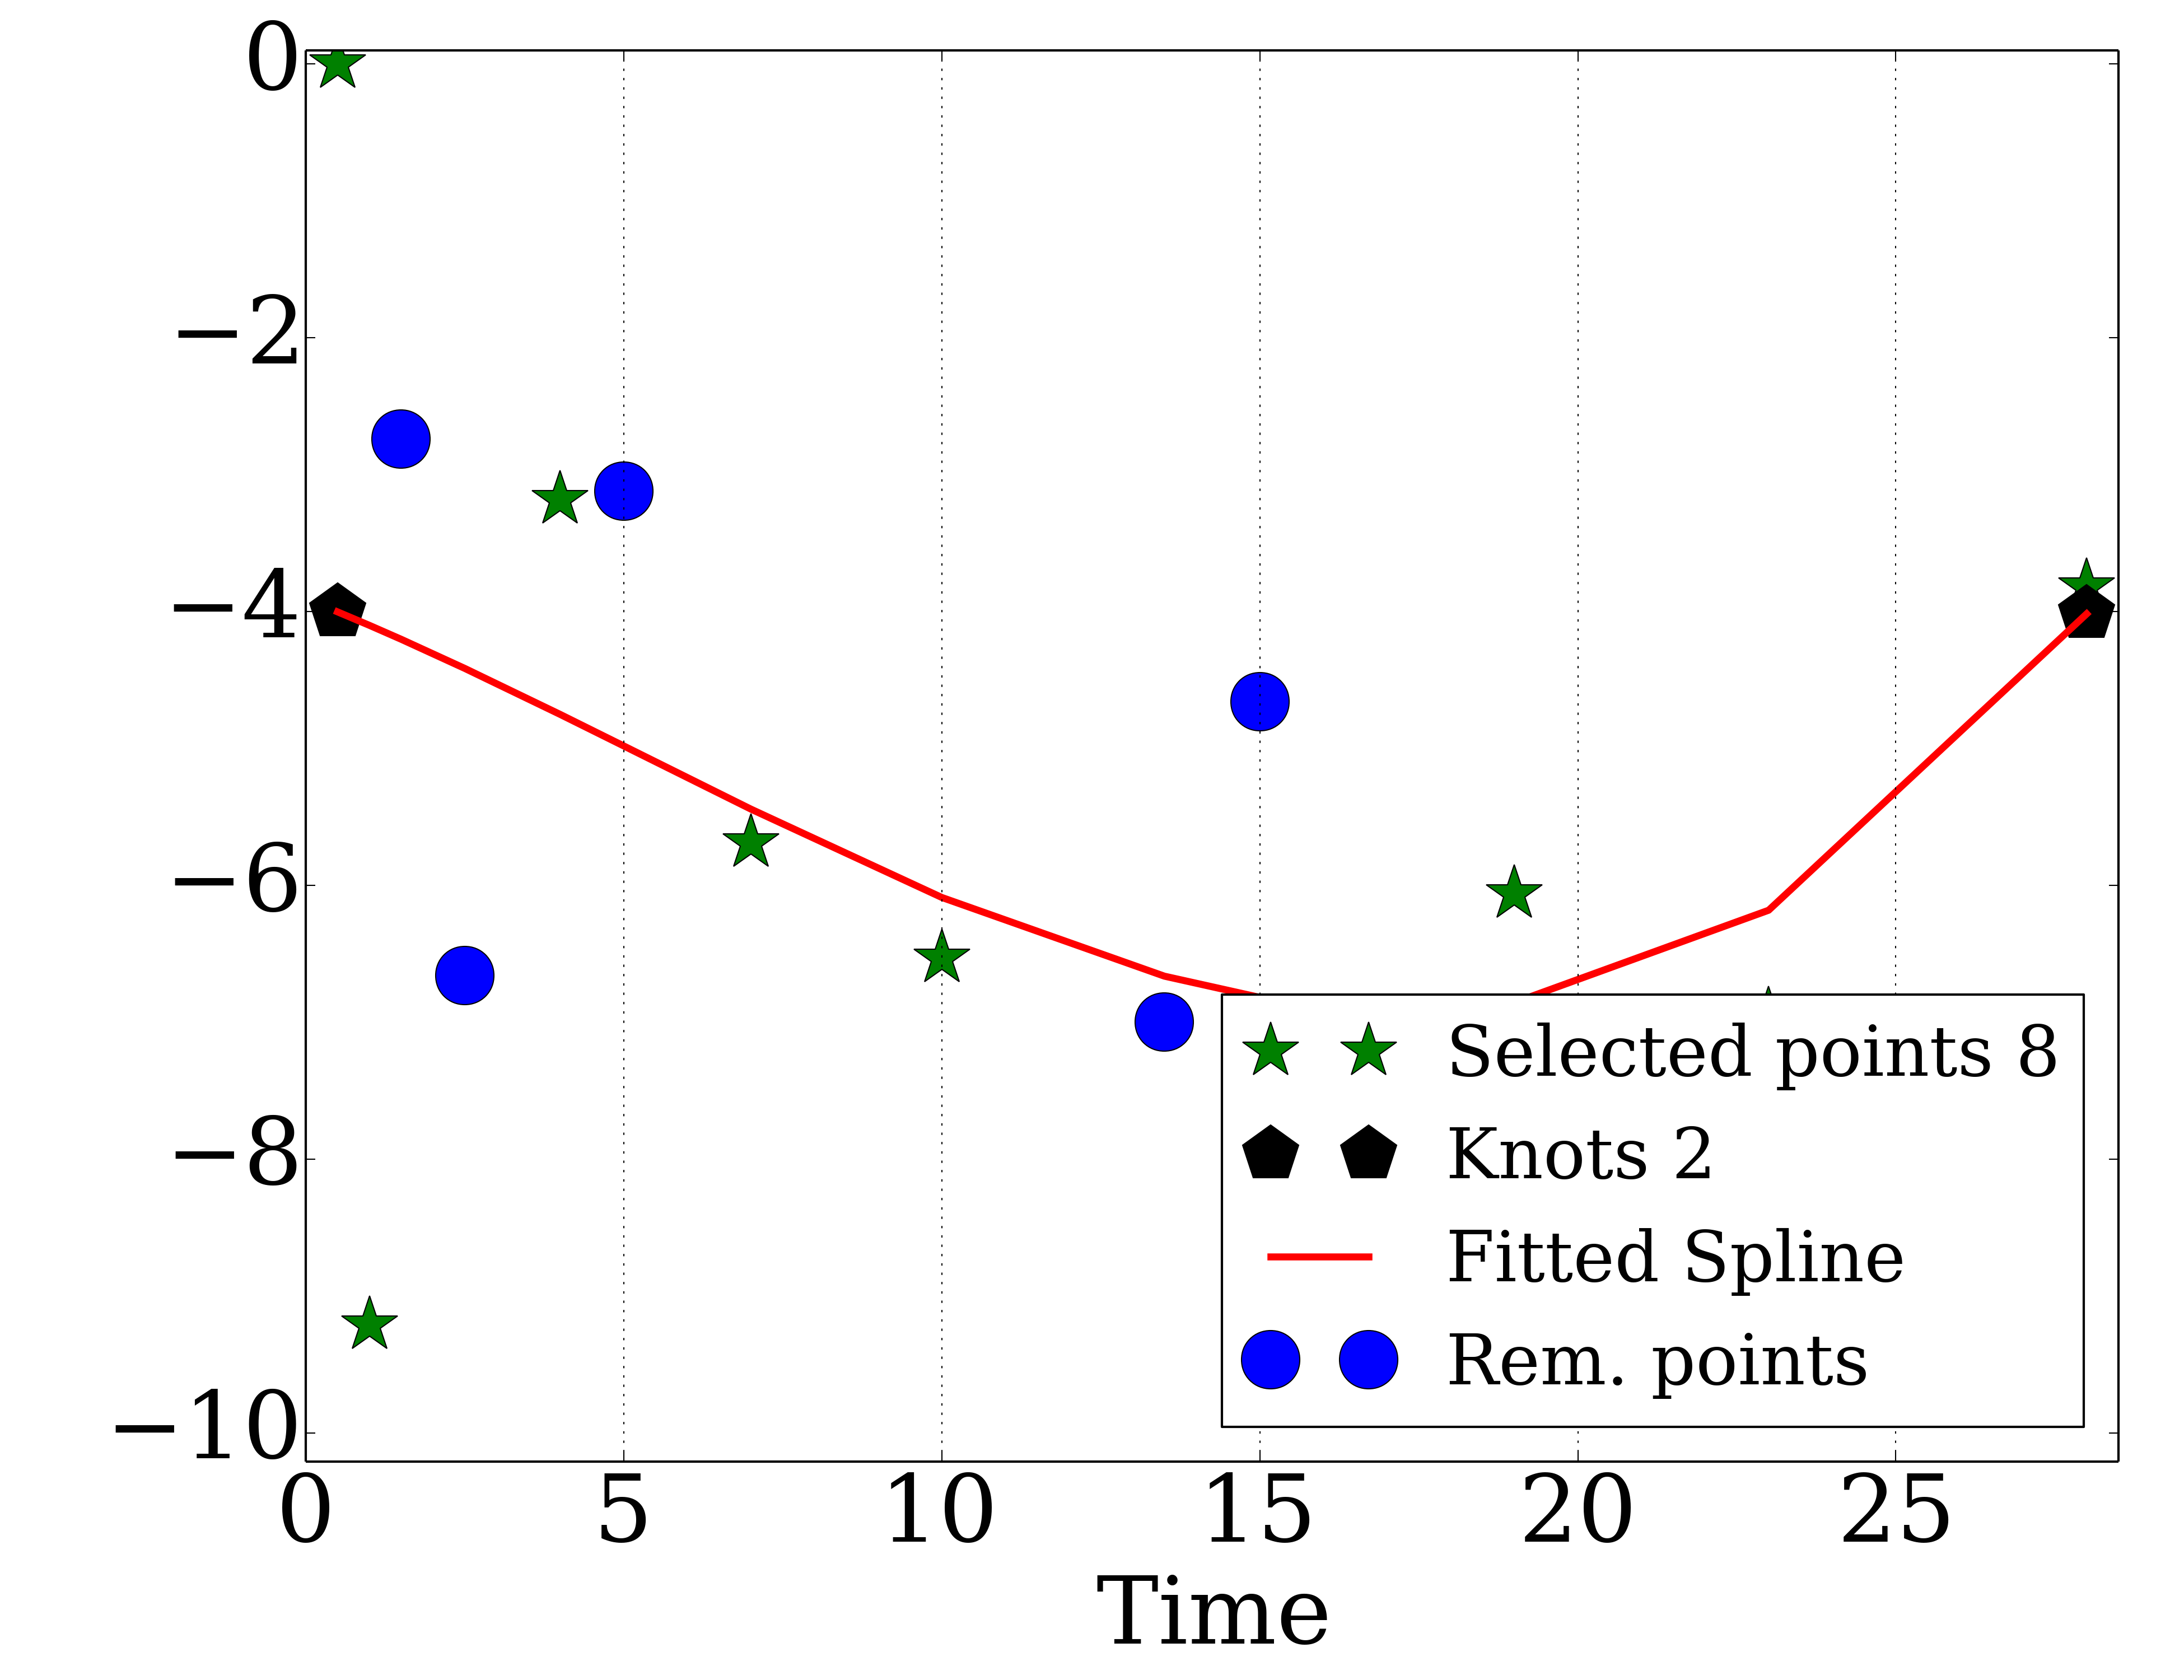 0
−2
−4
−6
−8
−10
0 5 10 15 20 25
Time
Selected points 8
Knots 2
Fitted Spline
Rem. points